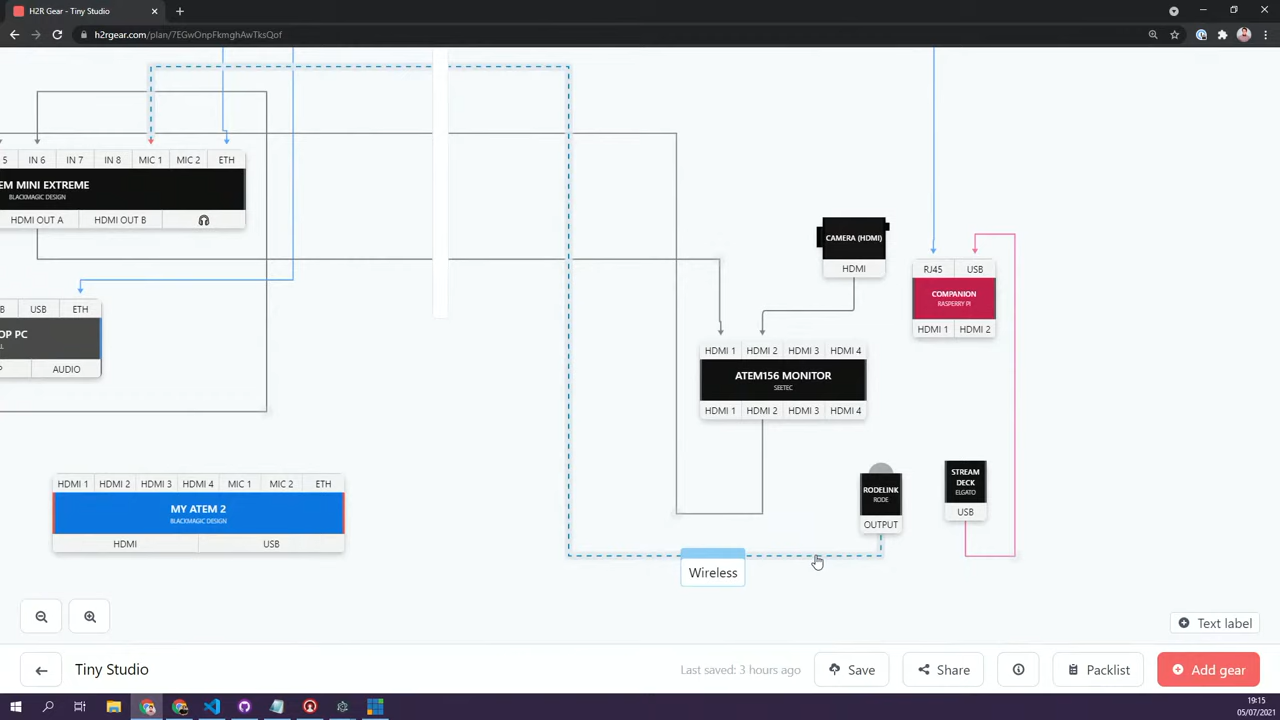 H2R Gear - Tiny Studio
h2rgear.com/plan/7EGwOnpFkmghAwTksQof
5 IN 6 IN 7 IN 8 MIC 1 MIC 2 ETH
EM MINI EXTREME
BLACKMAGIC DESIGN
HDMI OUT A HDMI OUT B
CAMERA (HDMI)
HDMI
RJ45 USB
COMPANION
RASPERRY PI
HDMI 1 HDMI 2
B USB ETH
OP PC
L
P AUDIO
HDMI 1 HDMI 2 HDMI 3 HDMI 4
ATEM156 MONITOR
SEETEC
HDMI 1 HDMI 2 HDMI 3 HDMI 4
RODELINK
RODE
OUTPUT
STREAM
DECK
ELGATO
USB
HDMI 1 HDMI 2 HDMI 3 HDMI 4 MIC 1 MIC 2 ETH
MY ATEM 2
BLACKMAGIC DESIGN
HDMI USB
Wireless
Text label
Tiny Studio
Last saved: 3 hours ago
Save
Share
Packlist
Add gear
19:15
05/07/2021